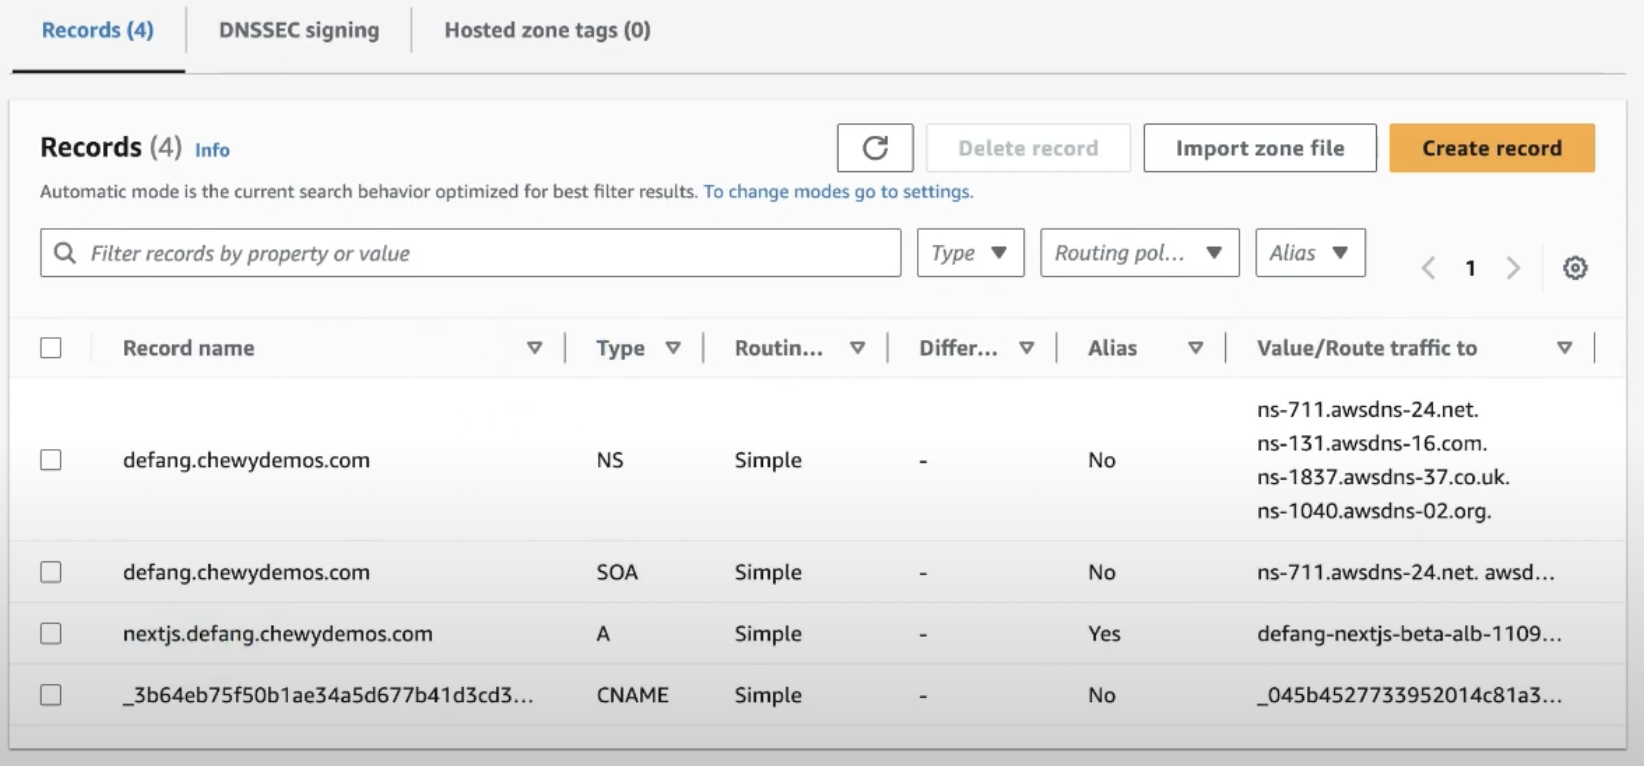 Records (4) DNSSEC signing Hosted zone tags (0)
Records (4) Info Delete record Import zone file Create record
Automatic mode is the current search behavior optimized for best filter results. To change modes go to settings.
Filter records by property or value Type Routing pol... Alias 1
Record name Type Routin... Differ... Alias Value/Route traffic to
ns-711.awsdns-24.net.
ns-131.awsdns-16.com.
defang.chewydemos.com NS Simple - No
ns-1837.awsdns-37.co.uk.
ns-1040.awsdns-02.org.
defang.chewydemos.com SOA Simple - No ns-711.awsdns-24.net. awsd...
nextjs.defang.chewydemos.com A Simple - Yes defang-nextjs-beta-alb-1109...
_3b64eb75f50b1ae34a5d677b41d3cd3... CNAME Simple - No _045b4527733952014c81a3...